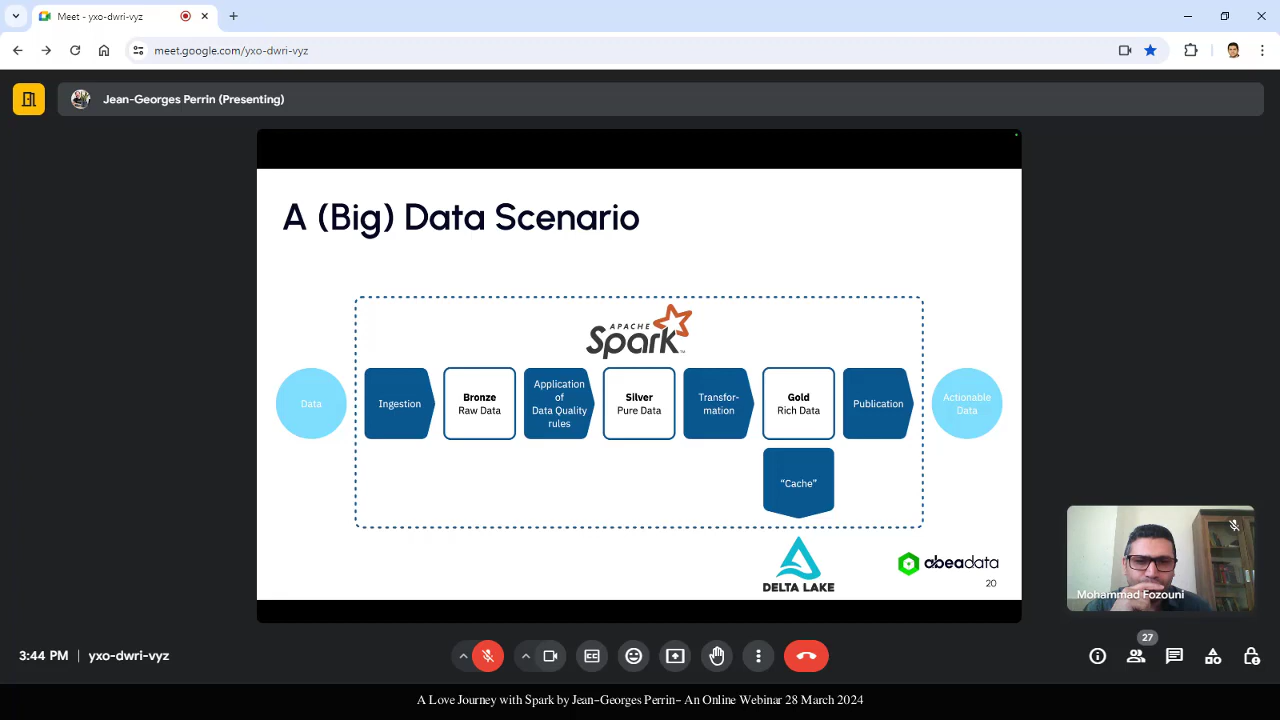 Meet - yxo-dwri-vyz
meet.google.com/yxo-dwri-vyz
Jean-Georges Perrin (Presenting)
A (Big) Data Scenario
APACHE
Spark™
Data
Ingestion
Bronze
Raw Data
Application
of
Data Quality
rules
Silver
Pure Data
Transfor-
mation
Gold
Rich Data
Publication
Actionable
Data
“Cache”
DELTA LAKE
abeadata
20
Mohammad Fozouni
3:44 PM | yxo-dwri-vyz
CC
27
A Love Journey with Spark by Jean-Georges Perrin- An Online Webinar 28 March 2024